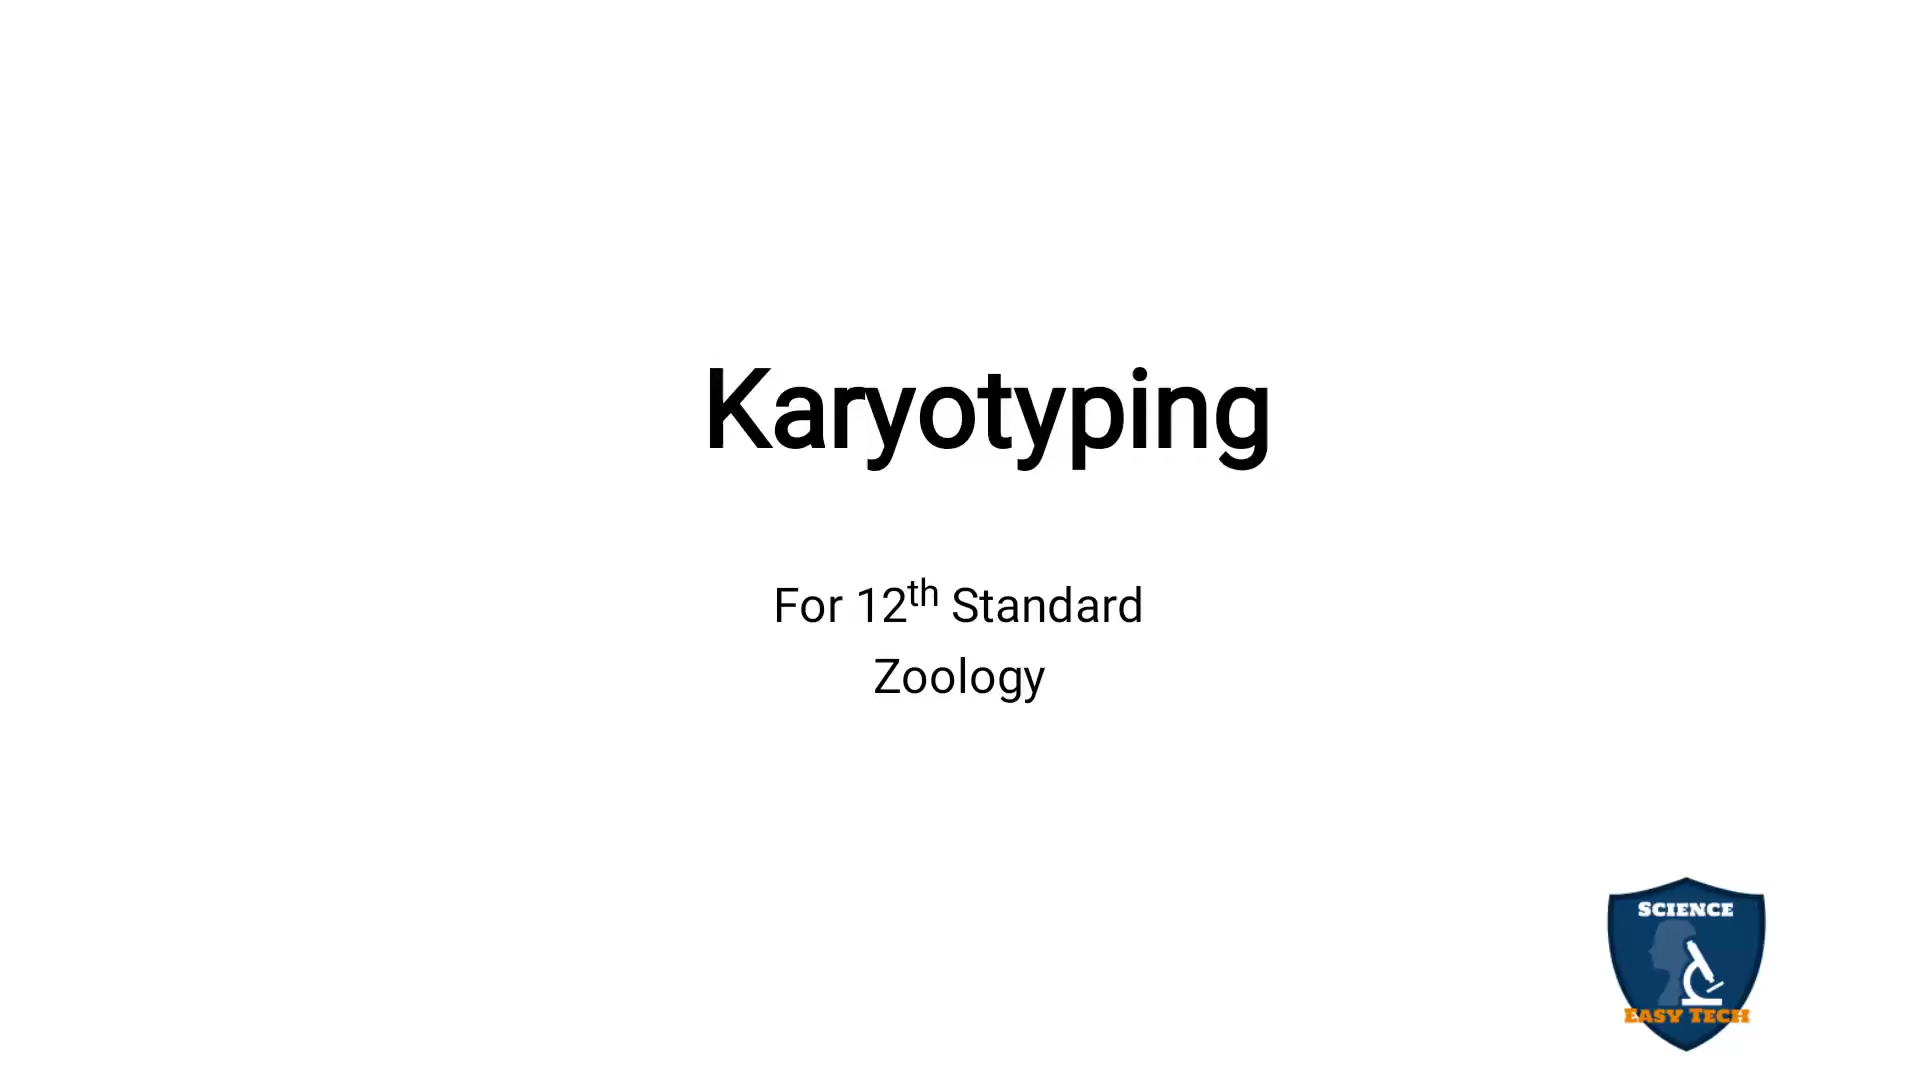 Karyotyping
For 12th Standard
Zoology
SCIENCE
EASY TECH